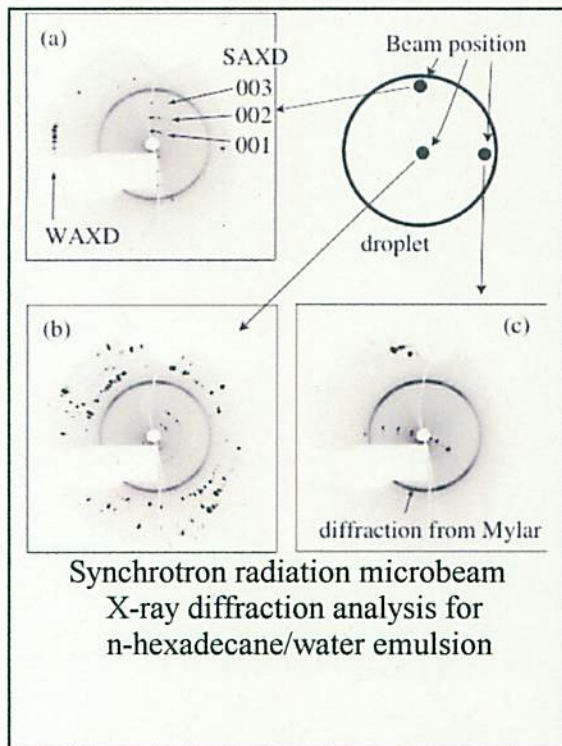 (a)
SAXD
003
002
001
WAXD
Beam position
droplet
(b)
(c)
diffraction from Mylar
Synchrotron radiation microbeam
X-ray diffraction analysis for
n-hexadecane/water emulsion